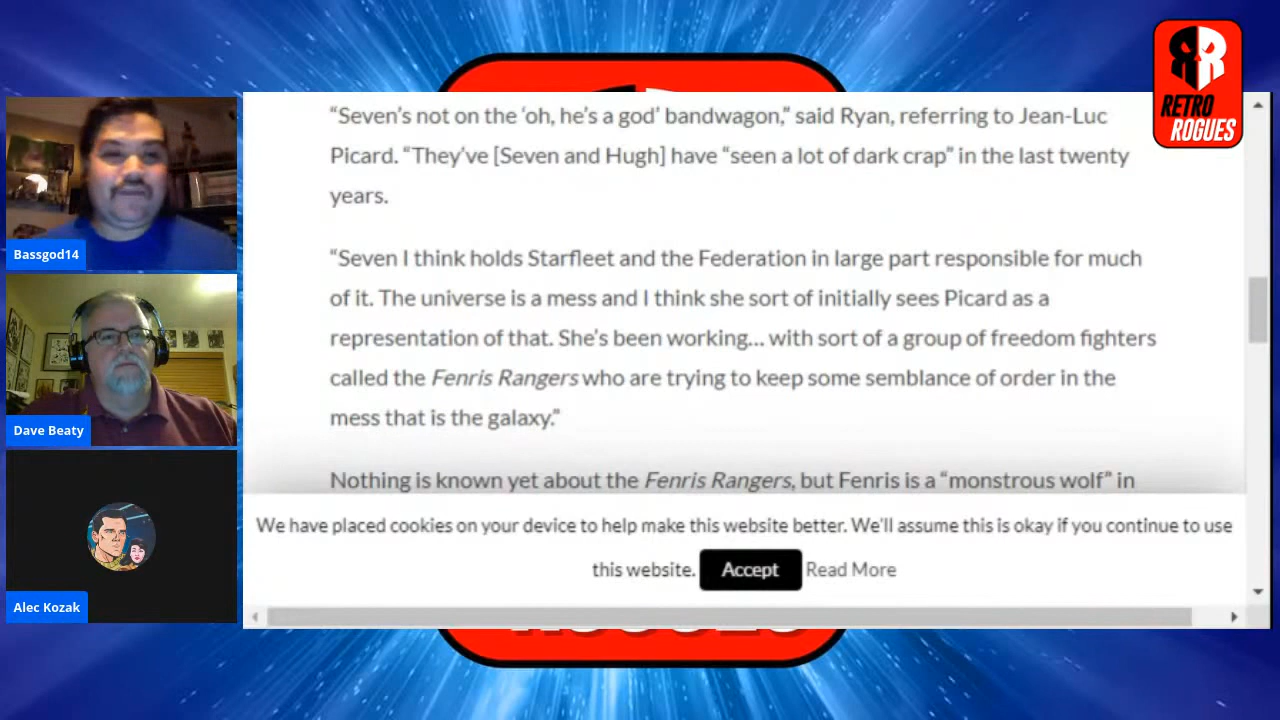 RETRO
ROGUES
“Seven’s not on the ‘oh, he’s a god’ bandwagon,” said Ryan, referring to Jean-Luc
Picard. “They’ve [Seven and Hugh] have “seen a lot of dark crap” in the last twenty
years.
“Seven I think holds Starfleet and the Federation in large part responsible for much
of it. The universe is a mess and I think she sort of initially sees Picard as a
representation of that. She’s been working... with sort of a group of freedom fighters
called the Fenris Rangers who are trying to keep some semblance of order in the
mess that is the galaxy.”
Nothing is known yet about the Fenris Rangers, but Fenris is a “monstrous wolf” in
We have placed cookies on your device to help make this website better. We’ll assume this is okay if you continue to use
this website. Accept Read More
Bassgod14
Dave Beaty
Alec Kozak